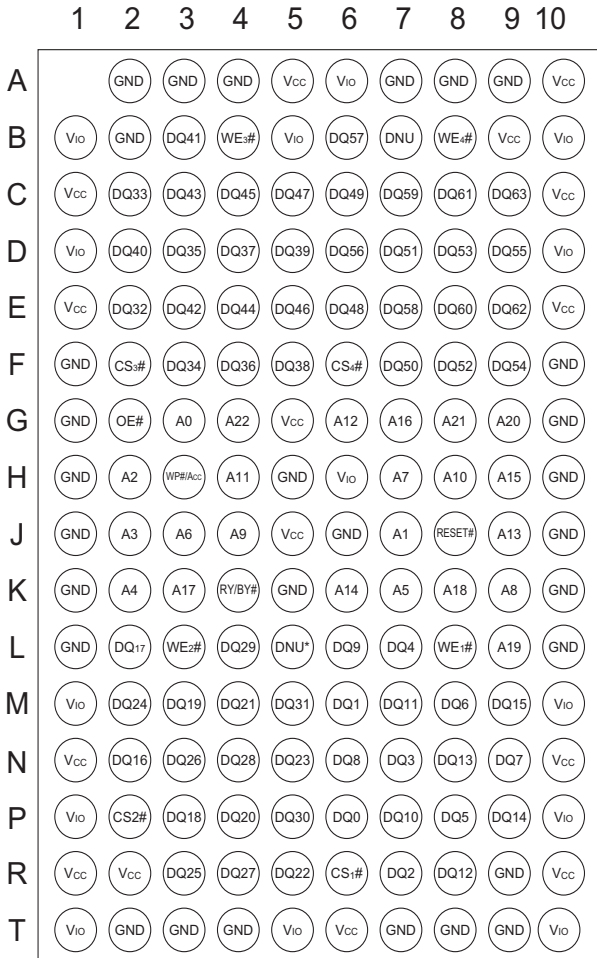 1 2 3 4 5 6 7 8 9 10
A GND GND GND Vcc VIO GND GND GND Vcc
B VIO GND DQ41 WE3# VIO DQ57 DNU WE4# Vcc VIO
C Vcc DQ33 DQ43 DQ45 DQ47 DQ49 DQ59 DQ61 DQ63 Vcc
D VIO DQ40 DQ35 DQ37 DQ39 DQ56 DQ51 DQ53 DQ55 VIO
E Vcc DQ32 DQ42 DQ44 DQ46 DQ48 DQ58 DQ60 DQ62 Vcc
F GND CS3# DQ34 DQ36 DQ38 CS4# DQ50 DQ52 DQ54 GND
G GND OE# A0 A22 Vcc A12 A16 A21 A20 GND
H GND A2 WP#/Acc A11 GND VIO A7 A10 A15 GND
J GND A3 A6 A9 Vcc GND A1 RESET# A13 GND
K GND A4 A17 RY/BY# GND A14 A5 A18 A8 GND
L GND DQ17 WE2# DQ29 DNU* DQ9 DQ4 WE1# A19 GND
M VIO DQ24 DQ19 DQ21 DQ31 DQ1 DQ11 DQ6 DQ15 VIO
N Vcc DQ16 DQ26 DQ28 DQ23 DQ8 DQ3 DQ13 DQ7 Vcc
P VIO CS2# DQ18 DQ20 DQ30 DQ0 DQ10 DQ5 DQ14 VIO
R Vcc Vcc DQ25 DQ27 DQ22 CS1# DQ2 DQ12 GND Vcc
T VIO GND GND GND VIO Vcc GND GND GND VIO